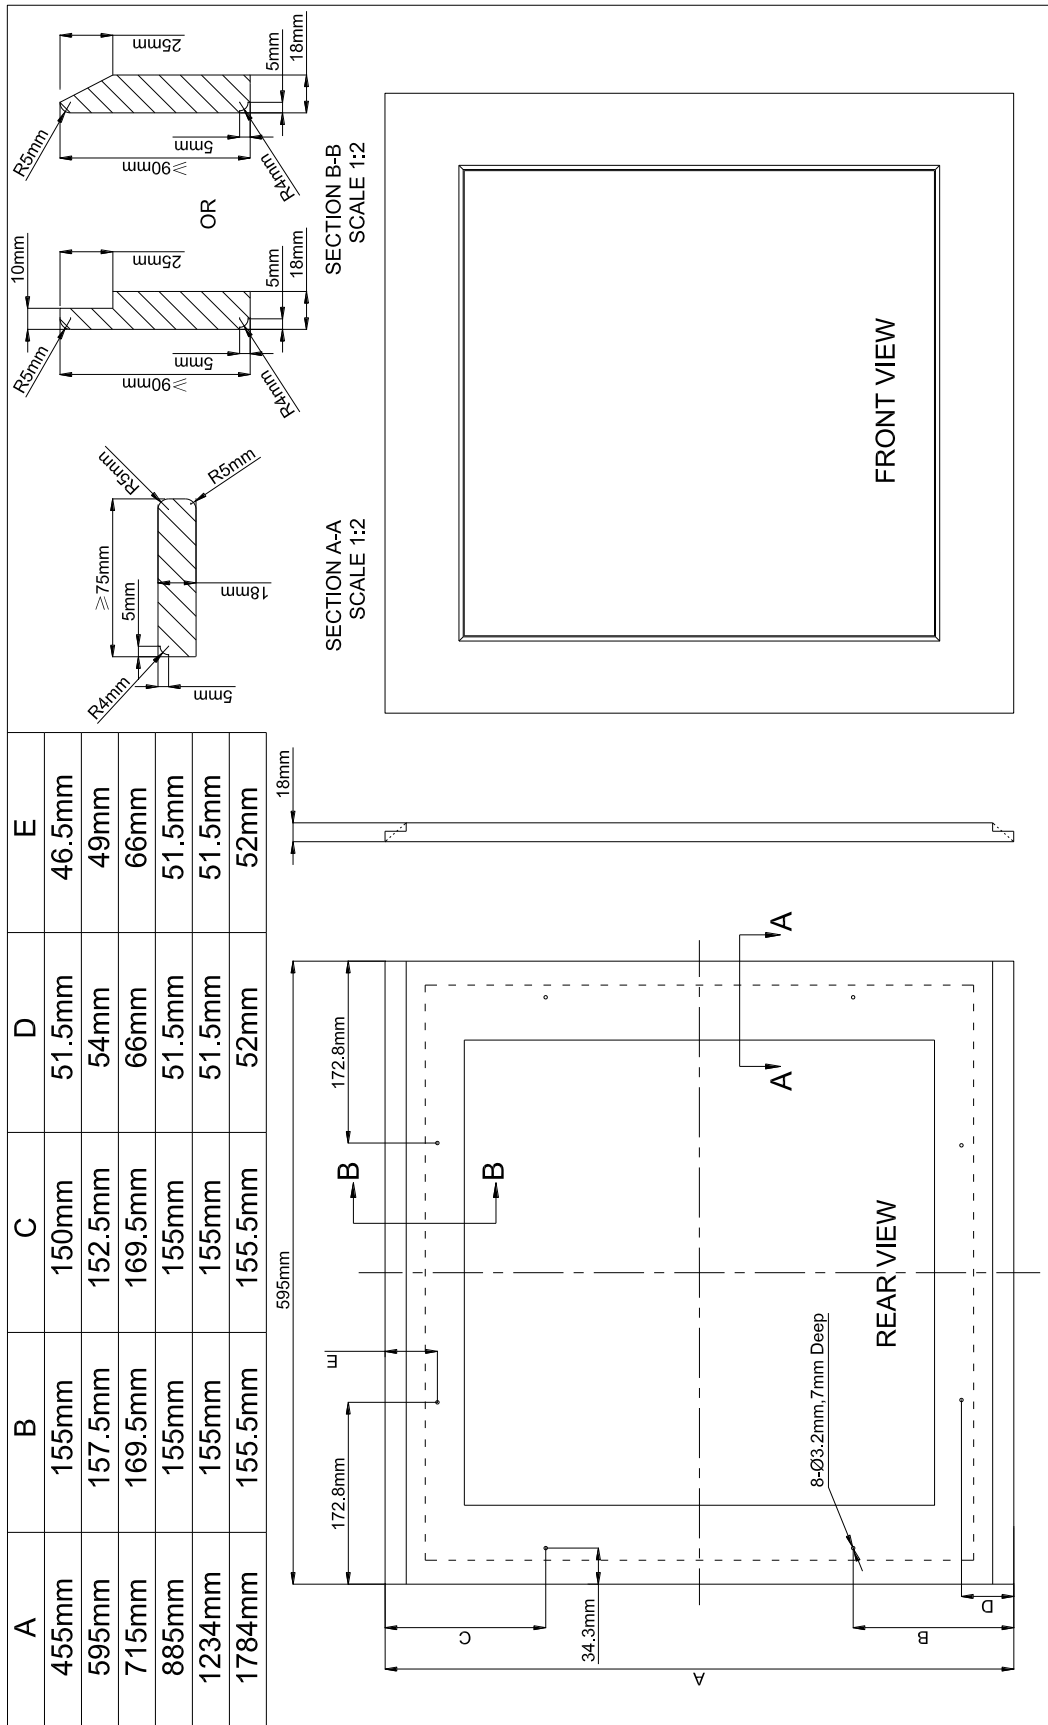 A B C D E
455mm 155mm 150mm 51.5mm 46.5mm
595mm 157.5mm 152.5mm 54mm 49mm
715mm 169.5mm 169.5mm 66mm 66mm
885mm 155mm 155mm 51.5mm 51.5mm
1234mm 155mm 155mm 51.5mm 51.5mm
1784mm 155.5mm 155.5mm 52mm 52mm
R4mm
5mm
5mm
≥75mm
18mm
R5mm
R5mm
SECTION A-A
SCALE 1:2
10mm
25mm
R5mm
≥90mm
5mm
R4mm
5mm
18mm
OR
25mm
R5mm
≥90mm
5mm
R4mm
5mm
18mm
SECTION B-B
SCALE 1:2
595mm
172.8mm
172.8mm
E
B
B
A
A
C
34.3mm
B
D
A
8-Ø3.2mm,7mm Deep
REAR VIEW
18mm
FRONT VIEW